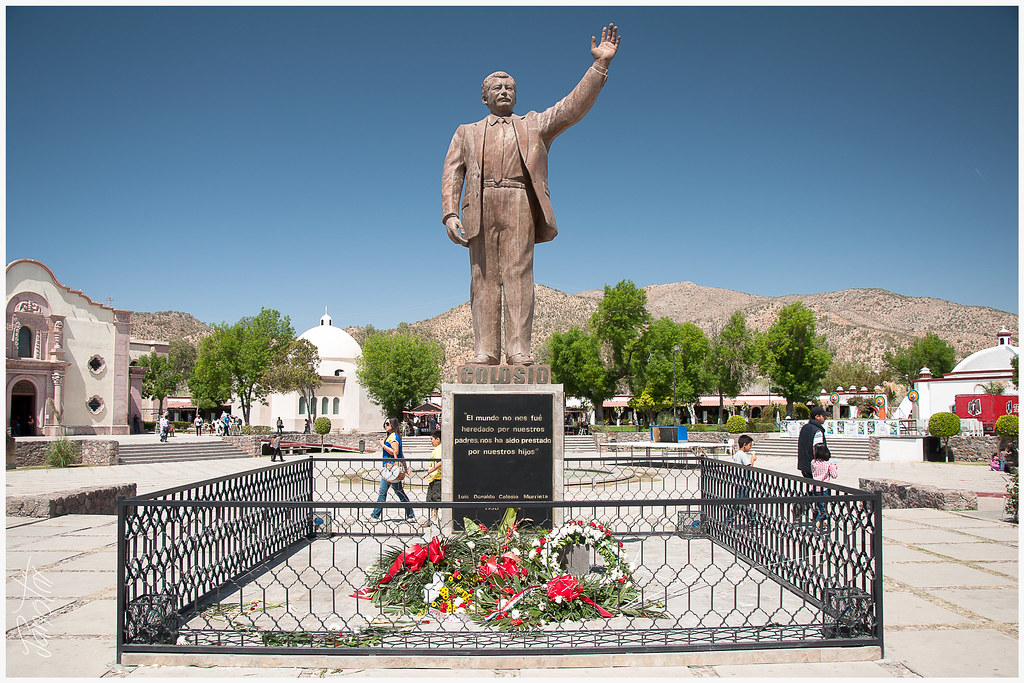 COLOSIO
"El mundo no nos fué
heredado por nuestros
padres, nos ha sido prestado
por nuestros hijos"
Luis Donaldo Colosio Murrieta